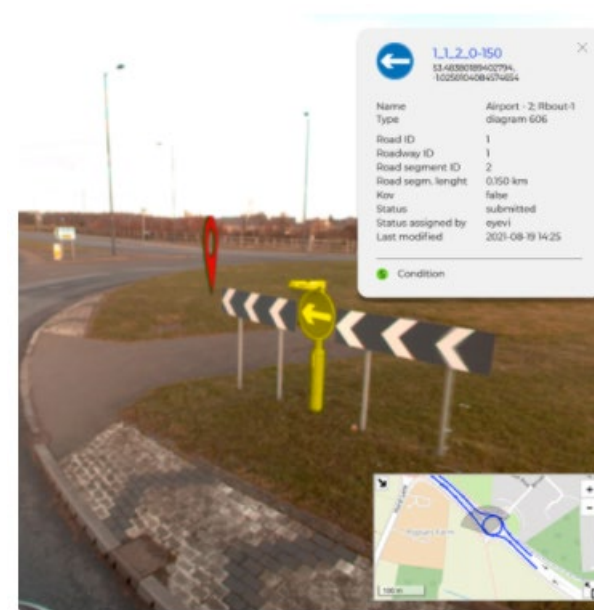 1_1_2_0-150
53.48380189402794,
-1.0258104084574654
Name Airport - 2; Rbout-1
Type diagram 606
Road ID 1
Roadway ID 1
Road segment ID 2
Road segm. lenght 0.150 km
Kov false
Status submitted
Status assigned by eyevi
Last modified 2021-08-19 14:25
S Condition
+
-
100 m